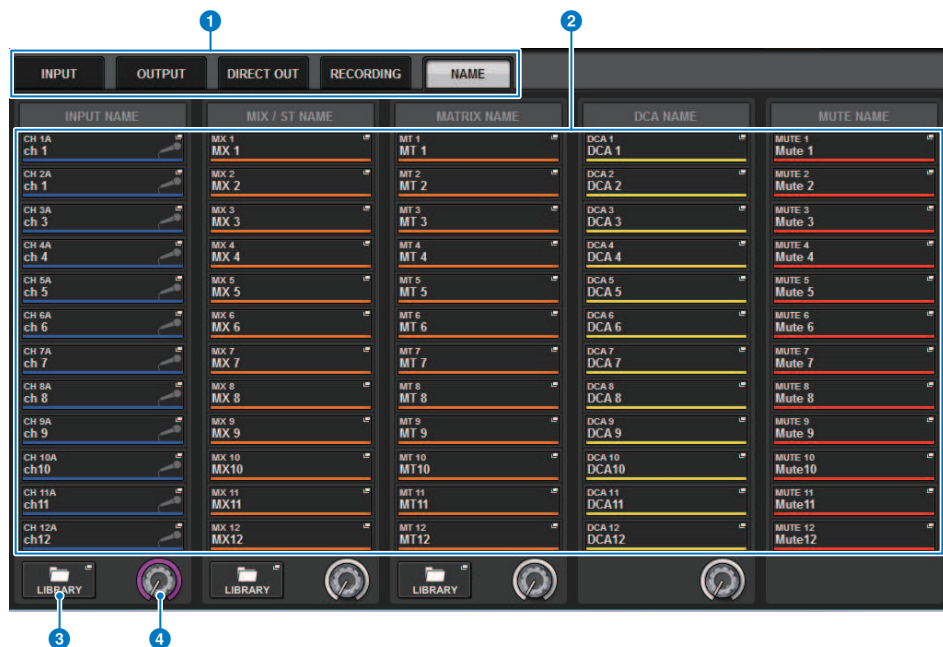 1 2
INPUT OUTPUT DIRECT OUT RECORDING NAME
INPUT NAME MIX / ST NAME MATRIX NAME DCA NAME MUTE NAME
CH 1A MX 1 MT 1 DCA 1 MUTE 1
ch 1 MX 1 MT 1 DCA 1 Mute 1
CH 2A MX 2 MT 2 DCA 2 MUTE 2
ch 1 MX 2 MT 2 DCA 2 Mute 2
CH 3A MX 3 MT 3 DCA 3 MUTE 3
ch 3 MX 3 MT 3 DCA 3 Mute 3
CH 4A MX 4 MT 4 DCA 4 MUTE 4
ch 4 MX 4 MT 4 DCA 4 Mute 4
CH 5A MX 5 MT 5 DCA 5 MUTE 5
ch 5 MX 5 MT 5 DCA 5 Mute 5
CH 6A MX 6 MT 6 DCA 6 MUTE 6
ch 6 MX 6 MT 6 DCA 6 Mute 6
CH 7A MX 7 MT 7 DCA 7 MUTE 7
ch 7 MX 7 MT 7 DCA 7 Mute 7
CH 8A MX 8 MT 8 DCA 8 MUTE 8
ch 8 MX 8 MT 8 DCA 8 Mute 8
CH 9A MX 9 MT 9 DCA 9 MUTE 9
ch 9 MX 9 MT 9 DCA 9 Mute 9
CH 10A MX 10 MT 10 DCA 10 MUTE 10
ch10 MX10 MT10 DCA10 Mute10
CH 11A MX 11 MT 11 DCA 11 MUTE 11
ch11 MX11 MT11 DCA11 Mute11
CH 12A MX 12 MT 12 DCA 12 MUTE 12
ch12 MX12 MT12 DCA12 Mute12
LIBRARY LIBRARY LIBRARY
3 4